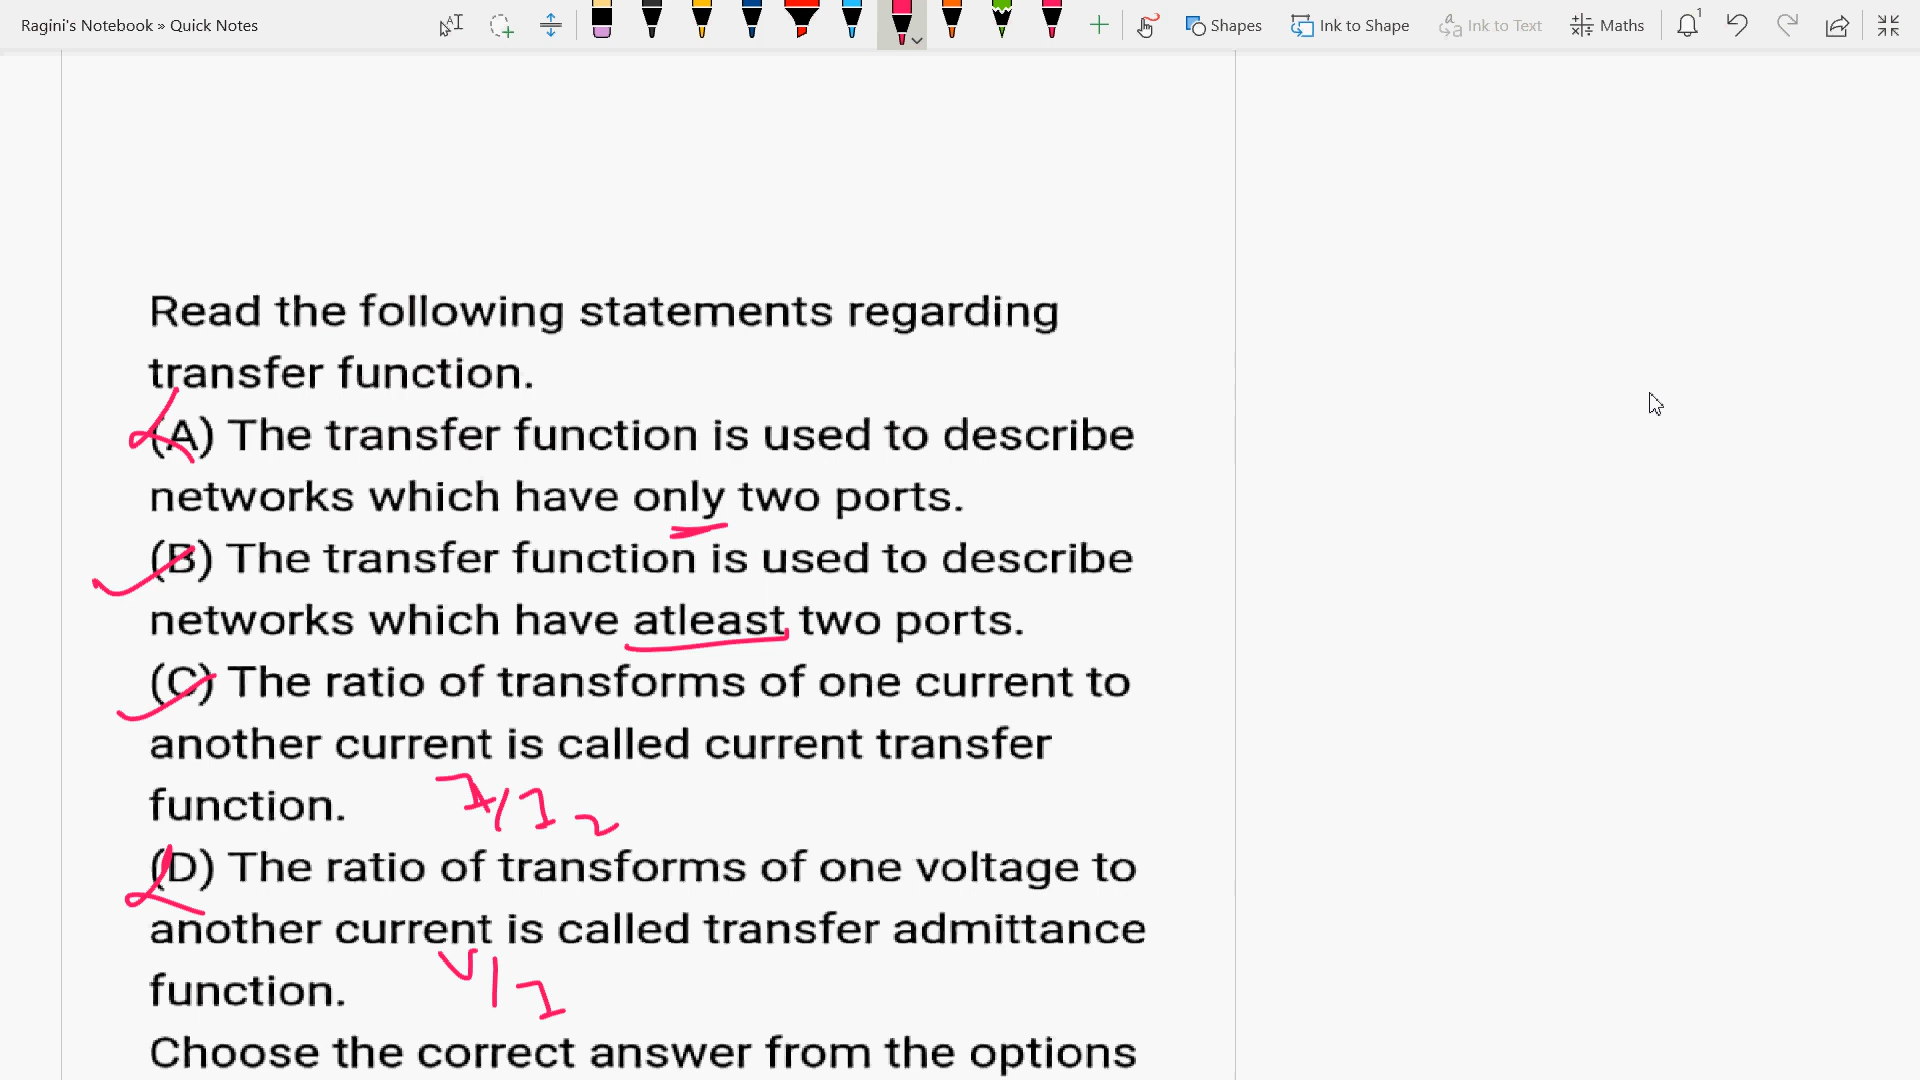 Ragini's Notebook » Quick Notes
Shapes
Ink to Shape
Ink to Text
Maths
1
Read the following statements regarding
transfer function.
(A) The transfer function is used to describe
networks which have only two ports.
(B) The transfer function is used to describe
networks which have atleast two ports.
(C) The ratio of transforms of one current to
another current is called current transfer
function.
(D) The ratio of transforms of one voltage to
another current is called transfer admittance
function.
V/I
Choose the correct answer from the options